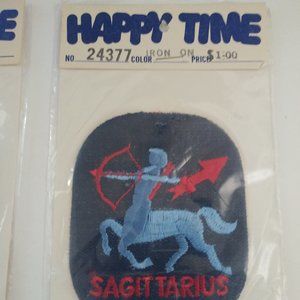 E HAPPY TIME
NO. 24377 COLOR IRON ON PRICE $1.00
SAGITTARIUS